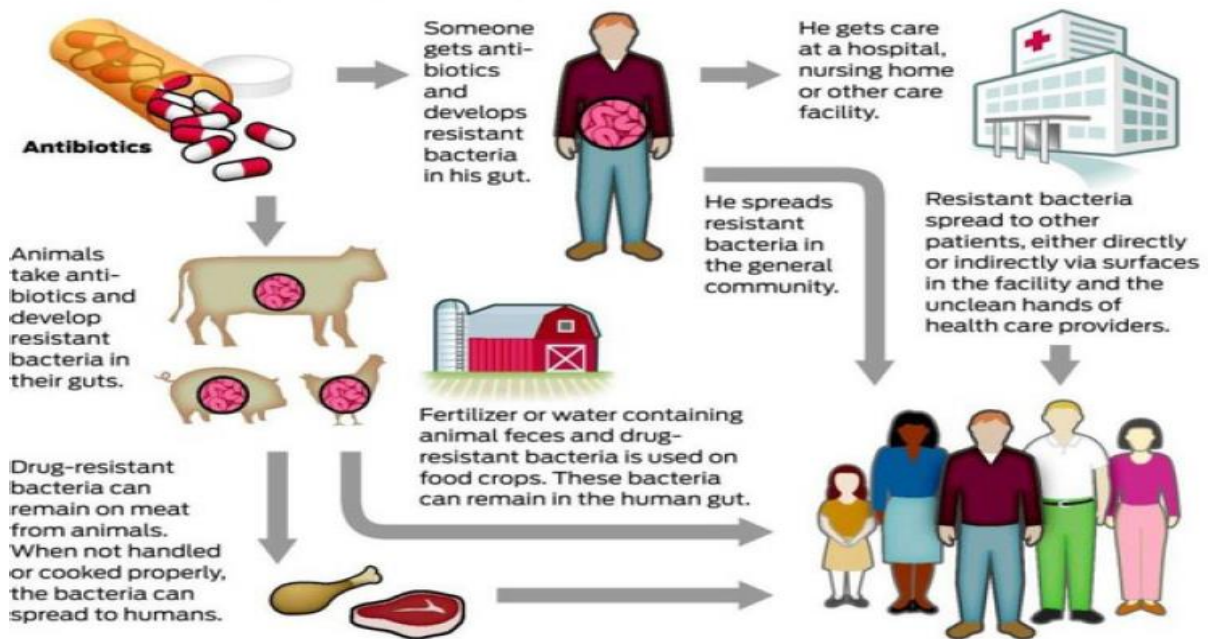 Antibiotics
Someone
gets anti-
biotics
and
develops
resistant
bacteria
in his gut.
He gets care
at a hospital,
nursing home
or other care
facility.
He spreads
resistant
bacteria in
the general
community.
Resistant bacteria
spread to other
patients, either directly
or indirectly via surfaces
in the facility and the
unclean hands of
health care providers.
Animals
take anti-
biotics and
develop
resistant
bacteria in
their guts.
Fertilizer or water containing
animal feces and drug-
resistant bacteria is used on
food crops. These bacteria
can remain in the human gut.
Drug-resistant
bacteria can
remain on meat
from animals.
When not handled
or cooked properly,
the bacteria can
spread to humans.